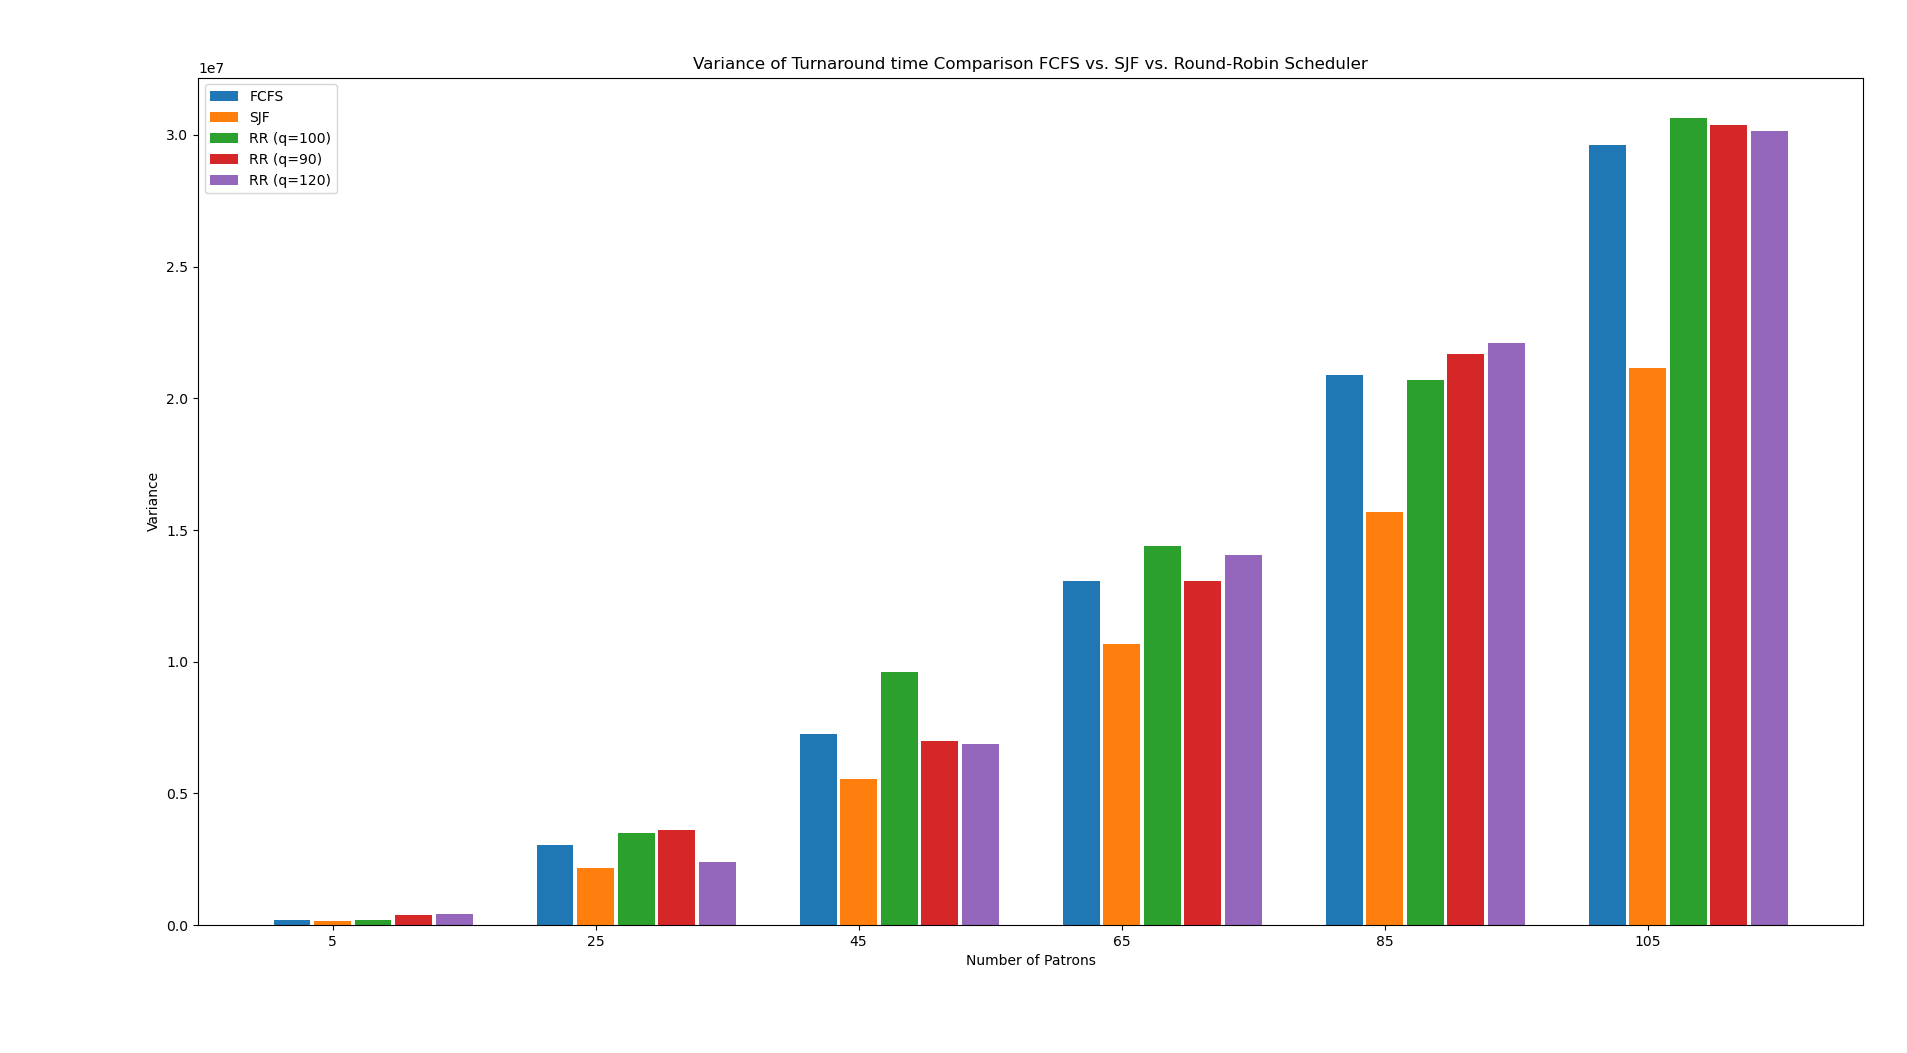 Variance of Turnaround time Comparison FCFS vs. SJF vs. Round-Robin Scheduler
1e7
FCFS
SJF
RR (q=100)
RR (q=90)
RR (q=120)
3.0
2.5
2.0
1.5
1.0
0.5
0.0
Variance
5 25 45 65 85 105
Number of Patrons